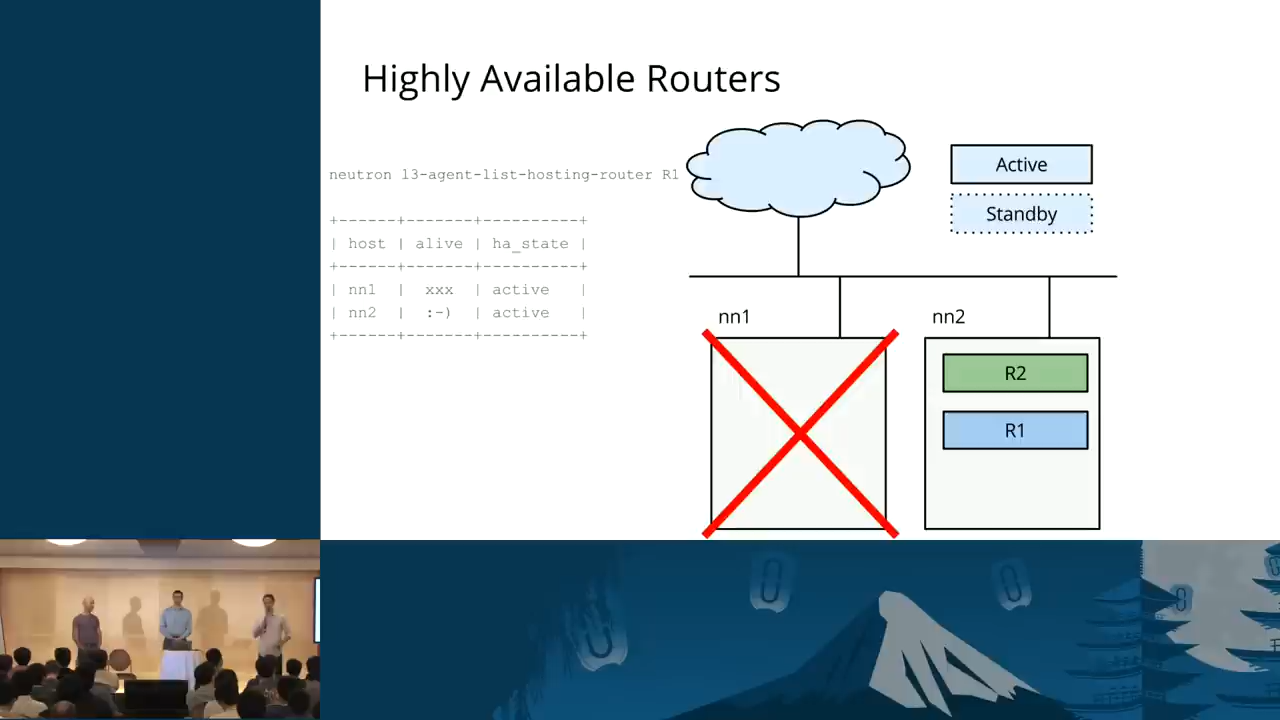 Highly Available Routers
neutron l3-agent-list-hosting-router R1
+------+-------+----------+
| host | alive | ha_state |
+------+-------+----------+
| nn1 | xxx | active |
| nn2 | :-) | active |
+------+-------+----------+
Active
Standby
nn1
nn2
R2
R1